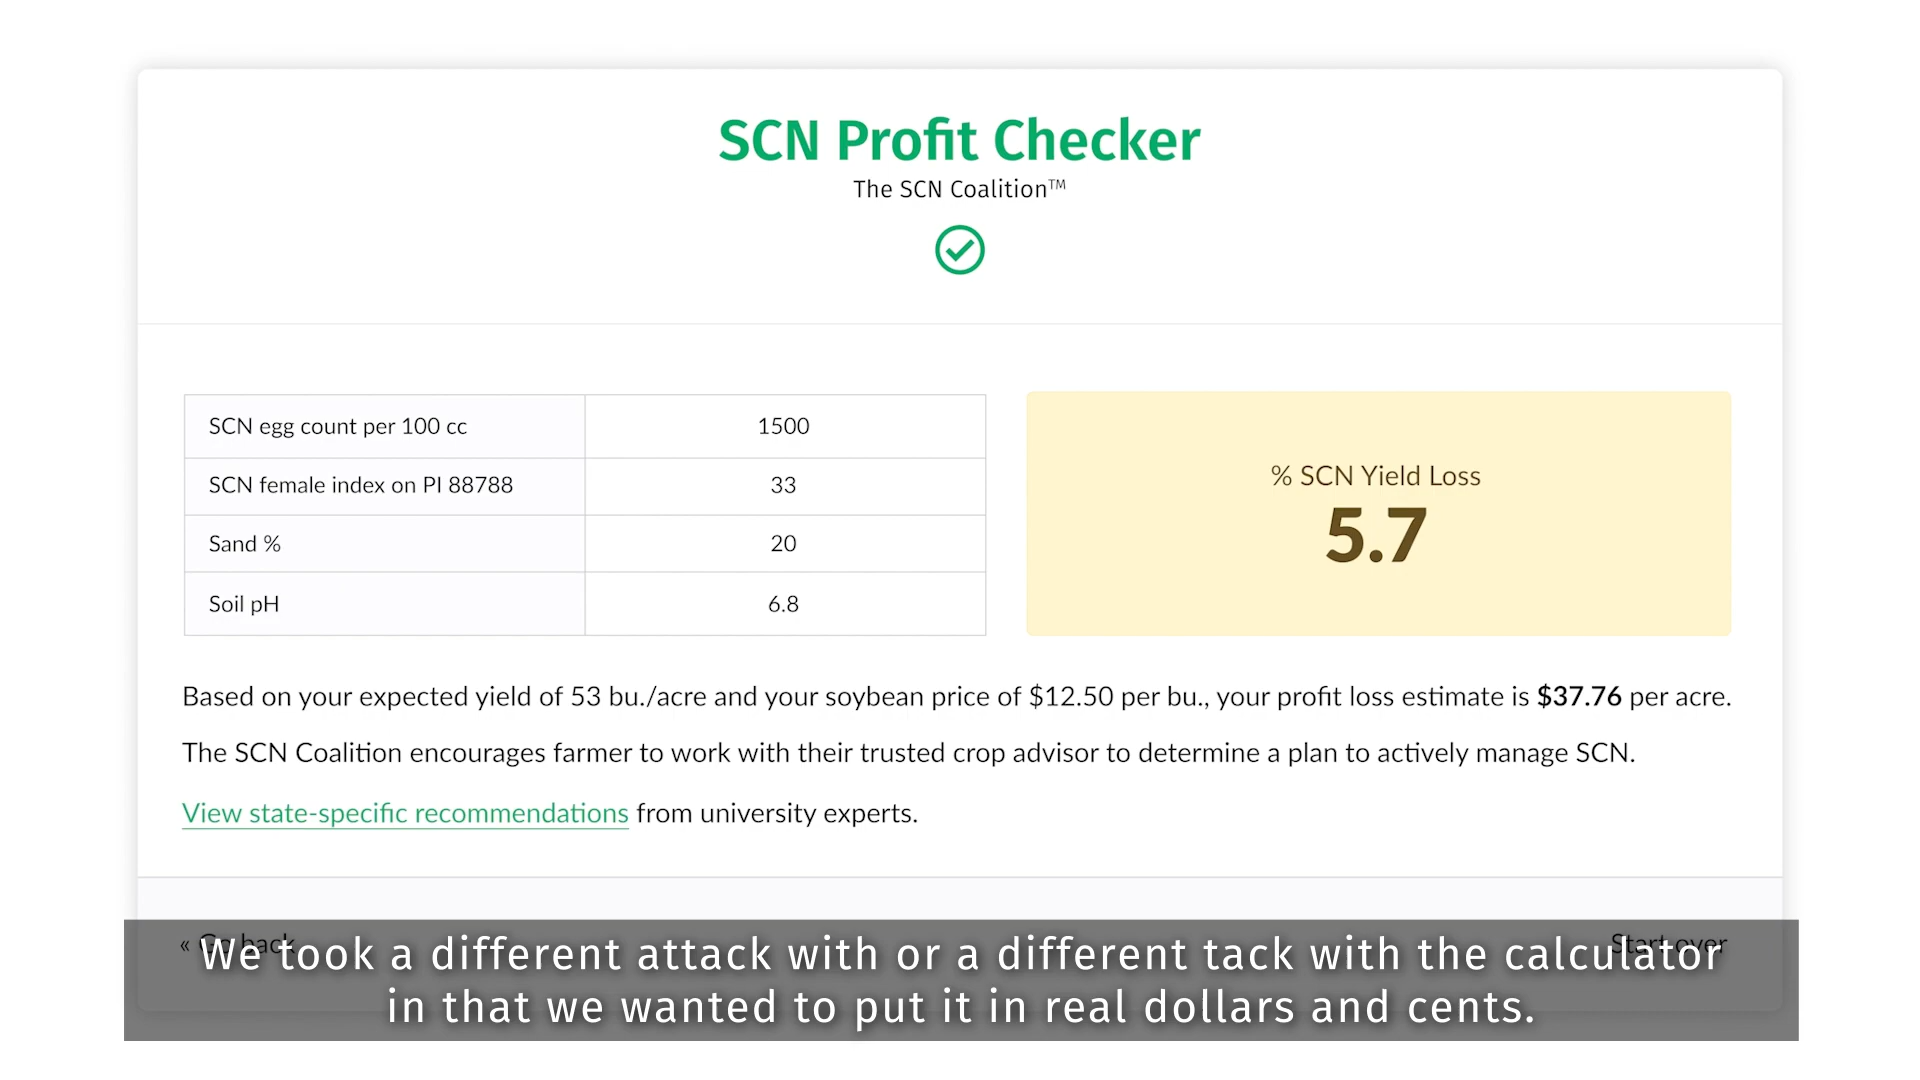 SCN Profit Checker
The SCN Coalition™
SCN egg count per 100 cc 1500
SCN female index on PI 88788 33
Sand % 20
Soil pH 6.8
% SCN Yield Loss
5.7
Based on your expected yield of 53 bu./acre and your soybean price of $12.50 per bu., your profit loss estimate is $37.76 per acre.
The SCN Coalition encourages farmer to work with their trusted crop advisor to determine a plan to actively manage SCN.
View state-specific recommendations from university experts.
« Go back
Start over
We took a different attack with or a different tack with the calculator
in that we wanted to put it in real dollars and cents.